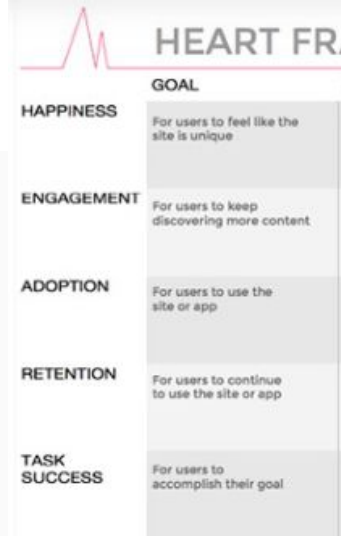 HEART FRA
GOAL
HAPPINESS
For users to feel like the
site is unique
ENGAGEMENT
For users to keep
discovering more content
ADOPTION
For users to use the
site or app
RETENTION
For users to continue
to use the site or app
TASK
SUCCESS
For users to
accomplish their goal